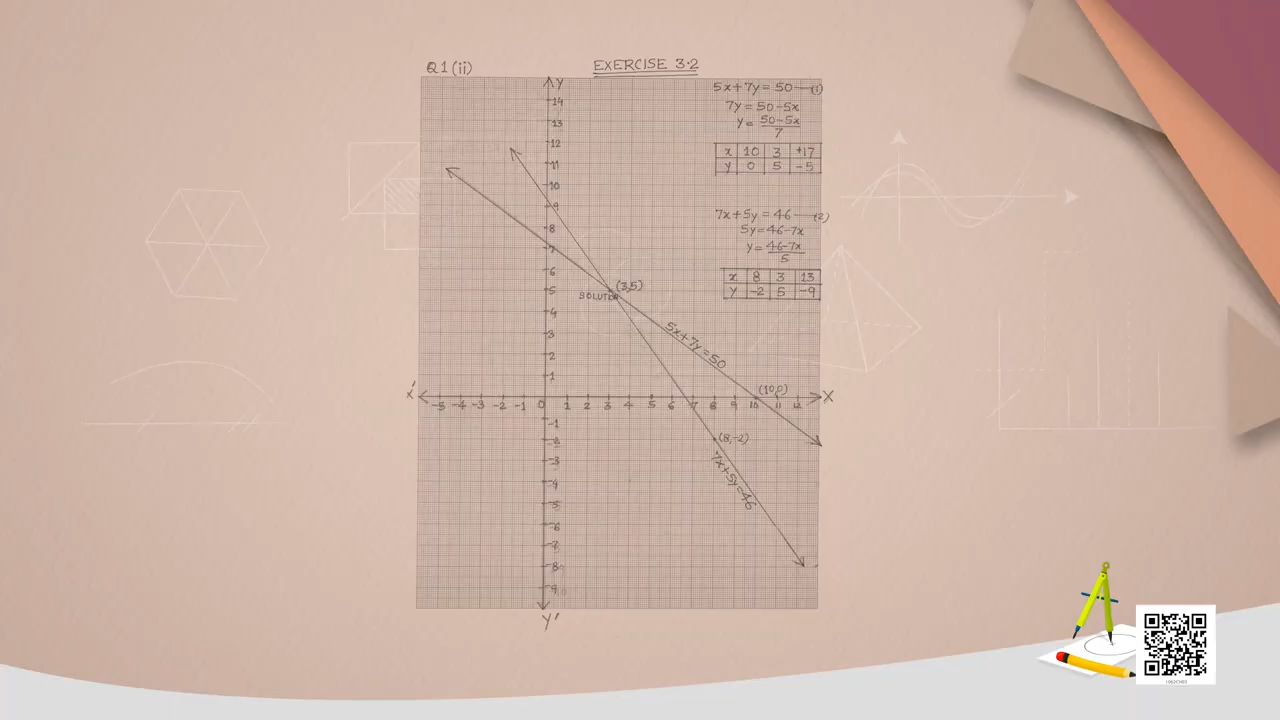 Q1(ii)
EXERCISE 3.2
5x+7y=50 —(1)
7y = 50-5x
y = 50-5x
7
x 10 3 +17
y 0 5 -5
7x+5y=46 —(2)
5y=46-7x
y = 46-7x
5
x 8 3 13
y -2 5 -9
Y
14
13
12
11
10
9
8
7
6
5
4
3
2
1
(3,5)
5x+7y=50
(10,0)
X' -5 -4 -3 -2 -1 0 1 2 3 4 5 6 7 8 9 10 11 12 X
-1
-2
-3
-4
-5
-6
-7
-8
-9
(8,-2)
7x+5y=46
Y'